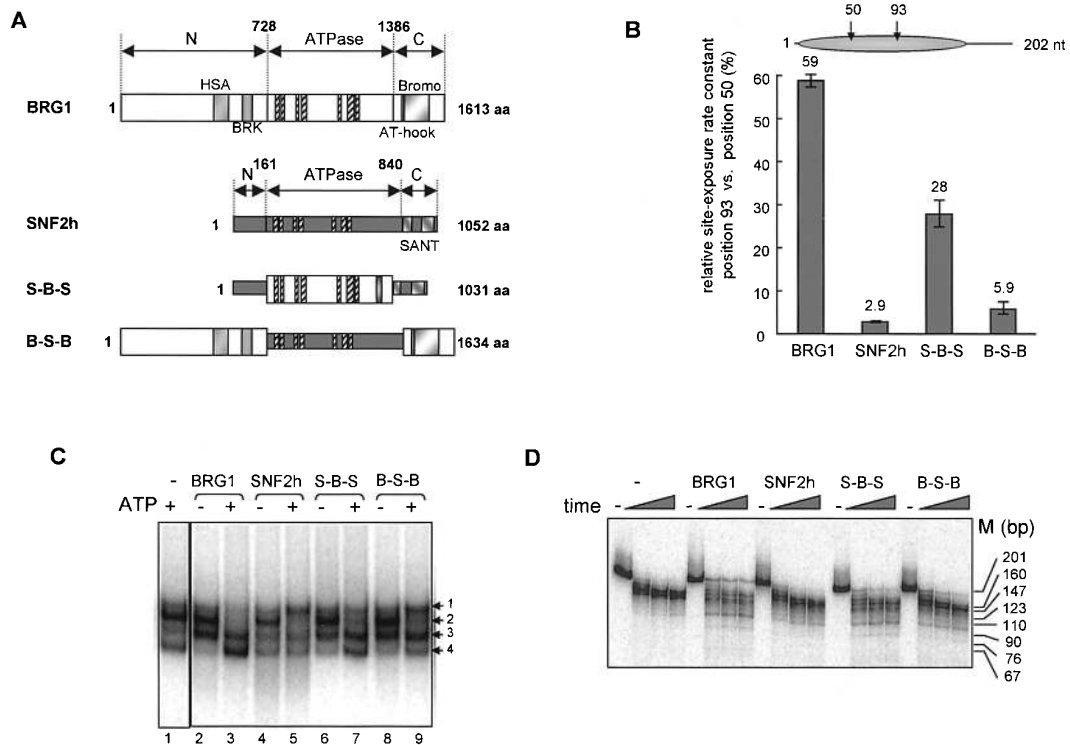 A
728 1386
N ATPase C
HSA Bromo
BRG1 1 1613 aa
BRK AT-hook
161 840
N ATPase C
SNF2h 1 1052 aa
SANT
S-B-S 1 1031 aa
B-S-B 1 1634 aa
B
50 93
1 202 nt
relative site-exposure rate constant
position 93 vs. position 50 (%)
60
50
40
30
20
10
0
59
2.9
28
5.9
BRG1 SNF2h S-B-S B-S-B
C
- BRG1 SNF2h S-B-S B-S-B
ATP + - + - + - + - +
1
2
3
4
1 2 3 4 5 6 7 8 9
D
- BRG1 SNF2h S-B-S B-S-B
time - - - - -
M (bp)
201
160
147
123
110
90
76
67